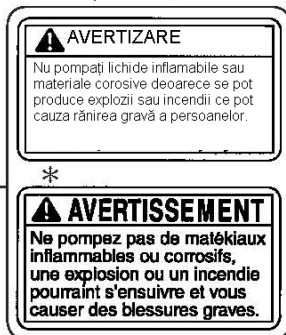 AVERTIZARE
Nu pompați lichide inflamabile sau
materiale corosive deoarece se pot
produce explozii sau incendii ce pot
cauza rănirea gravă a persoanelor.
*
AVERTISSEMENT
Ne pompez pas de matékiaux
inflammables ou corrosifs,
une explosion ou un incendie
pourraint s'ensuivre et vous
causer des blessures graves.